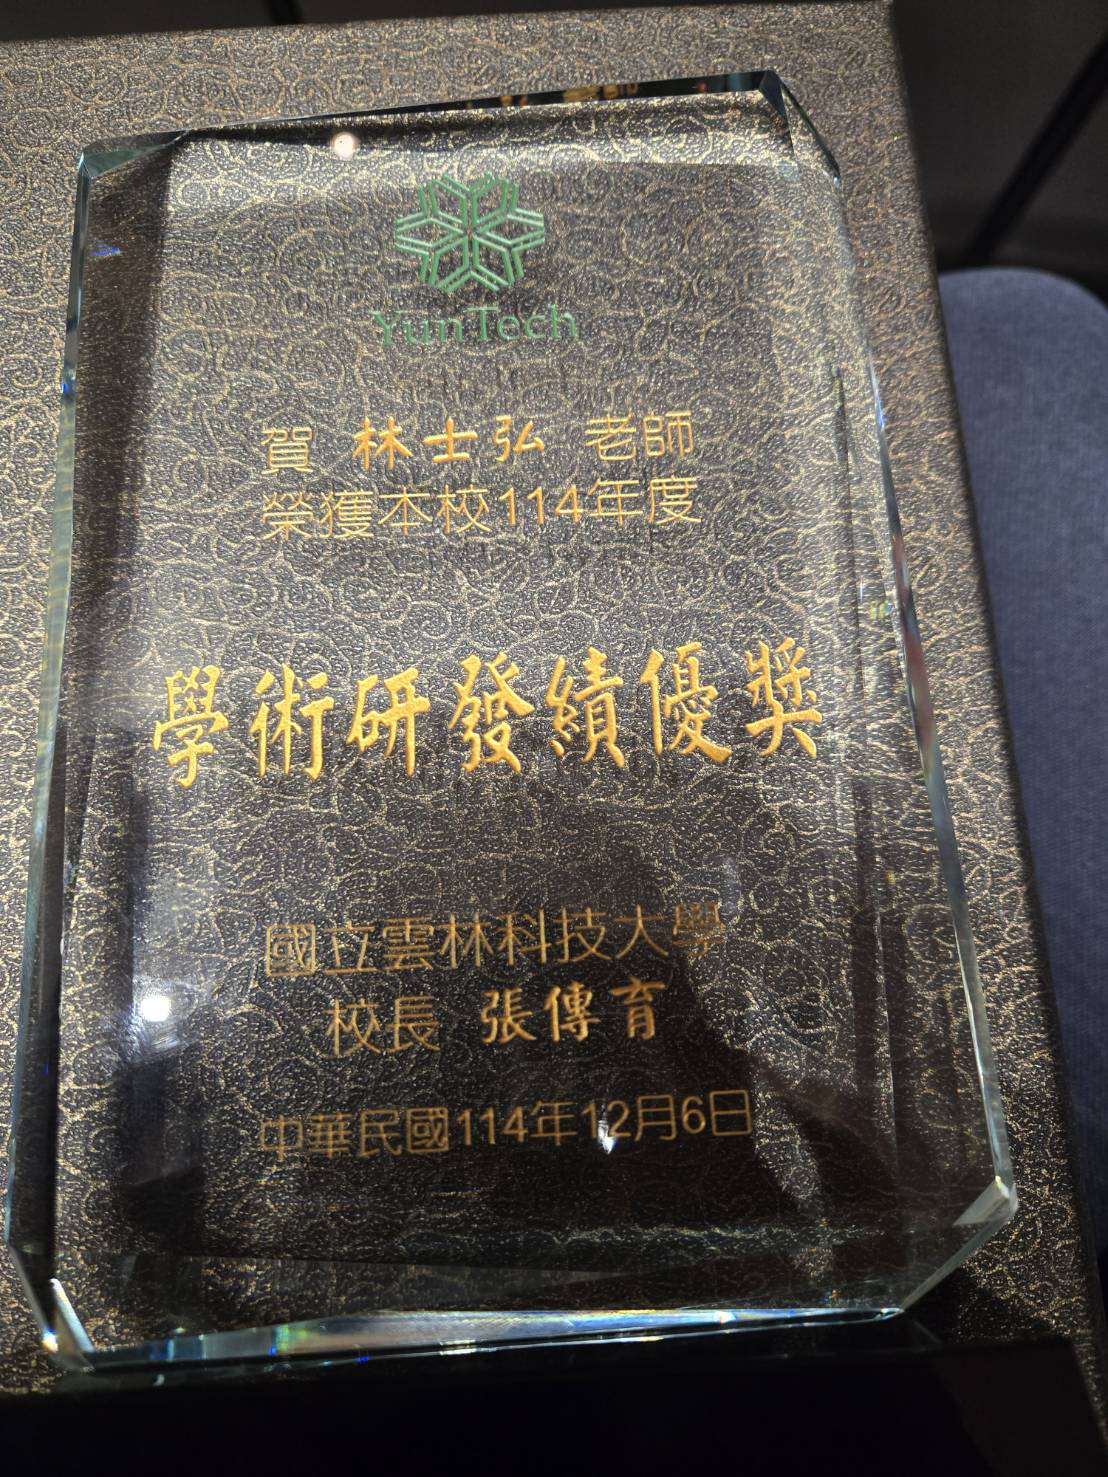 YunTech
賀 林士弘 老師
榮獲本校114年度
學術研發績優獎
國立雲林科技大學
校長 張傳育
中華民國114年12月6日